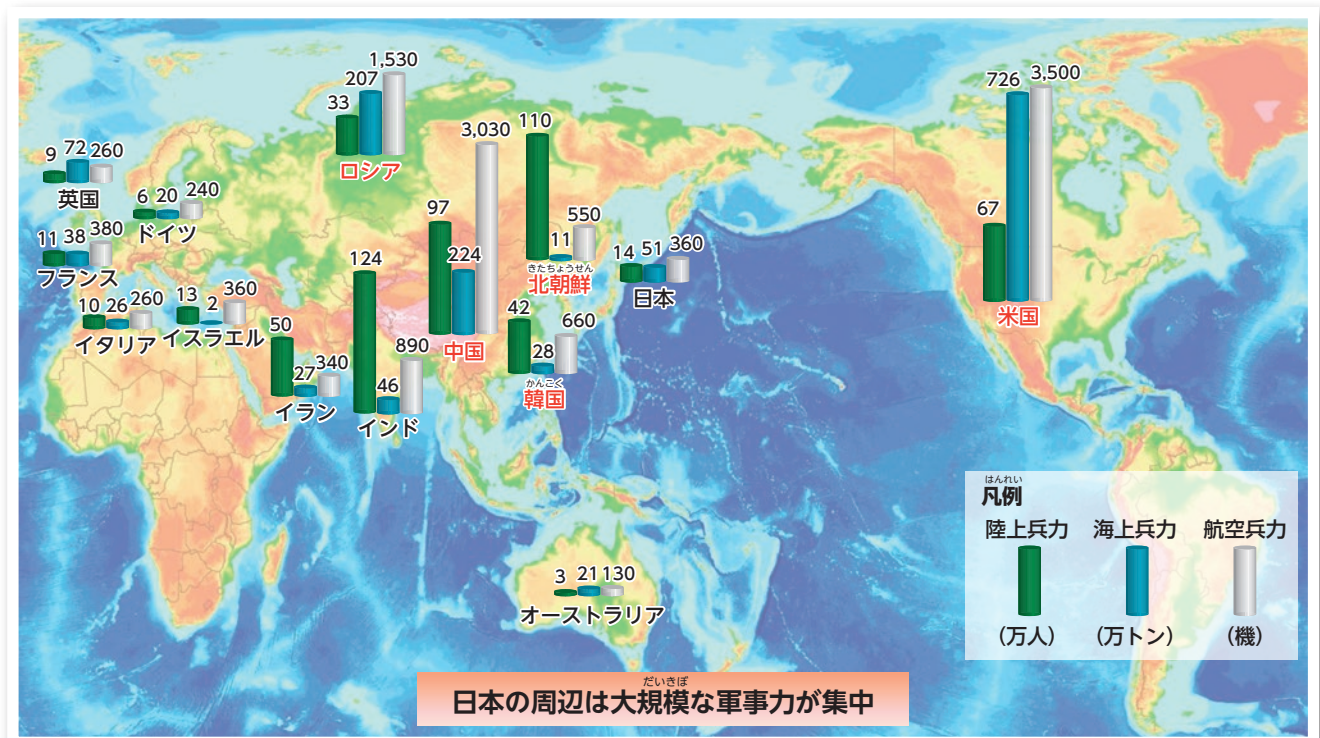 33 207 1,530
ロシア
9 72 260
英国
6 20 240
ドイツ
11 38 380
フランス
10 26 260
イタリア
13 2 360
イスラエル
50 27 340
イラン
124 46 890
インド
97 224 3,030
中国
110 11 550
きたちょうせん
北朝鮮
42 28 660
かんこく
韓国
14 51 360
日本
67 726 3,500
米国
3 21 130
オーストラリア
はんれい
凡例
陸上兵力 海上兵力 航空兵力
（万人） （万トン） （機）
だいきぼ
日本の周辺は大規模な軍事力が集中